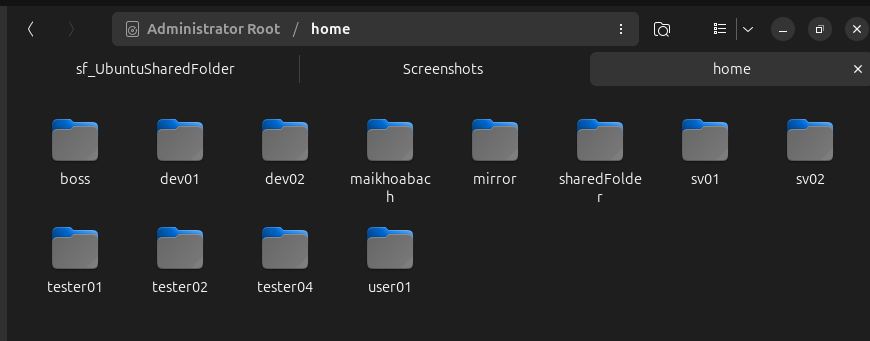 Administrator Root / home
sf_UbuntuSharedFolder Screenshots home
boss dev01 dev02 maikhoabac mirror sharedFolde sv01 sv02
h r
tester01 tester02 tester04 user01